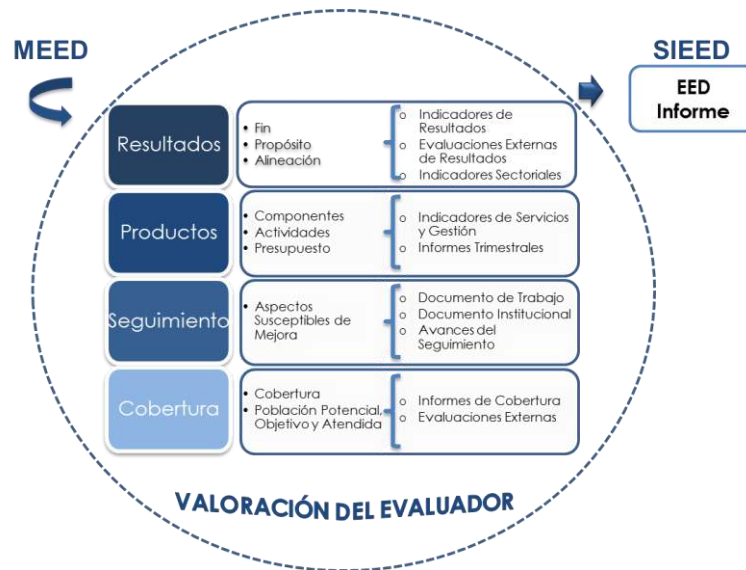 MEED
SIEED
EED
Informe
Resultados
• Fin
• Propósito
• Alineación
o Indicadores de
Resultados
o Evaluaciones Externas
de Resultados
o Indicadores Sectoriales
Productos
• Componentes
• Actividades
• Presupuesto
o Indicadores de Servicios
y Gestión
o Informes Trimestrales
Seguimiento
• Aspectos
Susceptibles de
Mejora
o Documento de Trabajo
o Documento Institucional
o Avances del
Seguimiento
Cobertura
• Cobertura
• Población Potencial,
Objetivo y Atendida
o Informes de Cobertura
o Evaluaciones Externas
VALORACIÓN DEL EVALUADOR